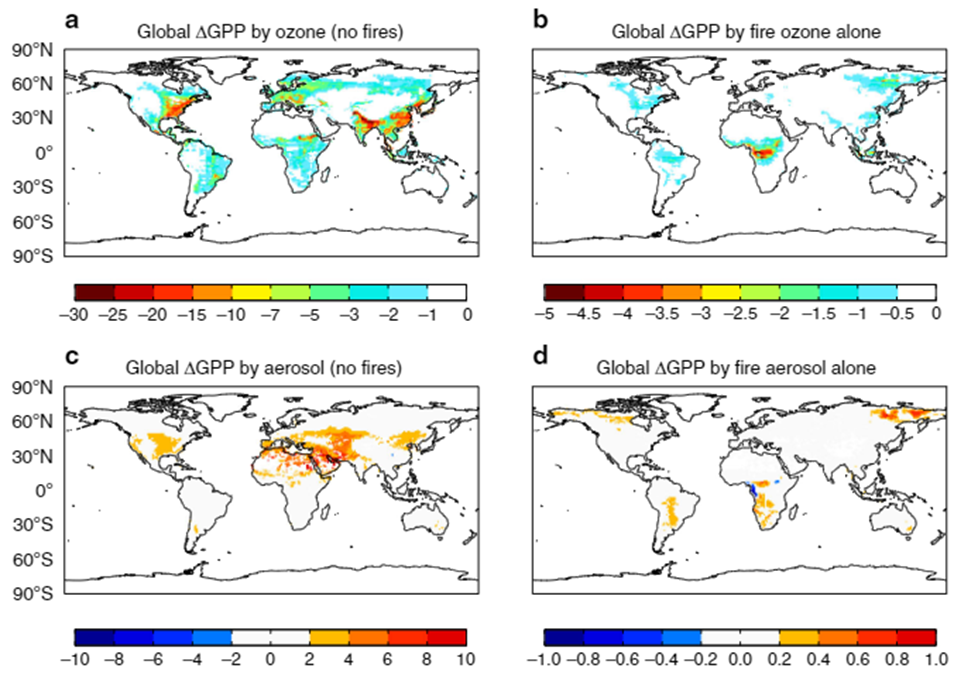 a
Global ΔGPP by ozone (no fires)
90°N
60°N
30°N
0°
30°S
60°S
90°S
−30 −25 −20 −15 −10 −7 −5 −3 −2 −1 0
b
Global ΔGPP by fire ozone alone
−5 −4.5 −4 −3.5 −3 −2.5 −2 −1.5 −1 −0.5 0
c
Global ΔGPP by aerosol (no fires)
90°N
60°N
30°N
0°
30°S
60°S
90°S
−10 −8 −6 −4 −2 0 2 4 6 8 10
d
Global ΔGPP by fire aerosol alone
−1.0 −0.8 −0.6 −0.4 −0.2 0.0 0.2 0.4 0.6 0.8 1.0